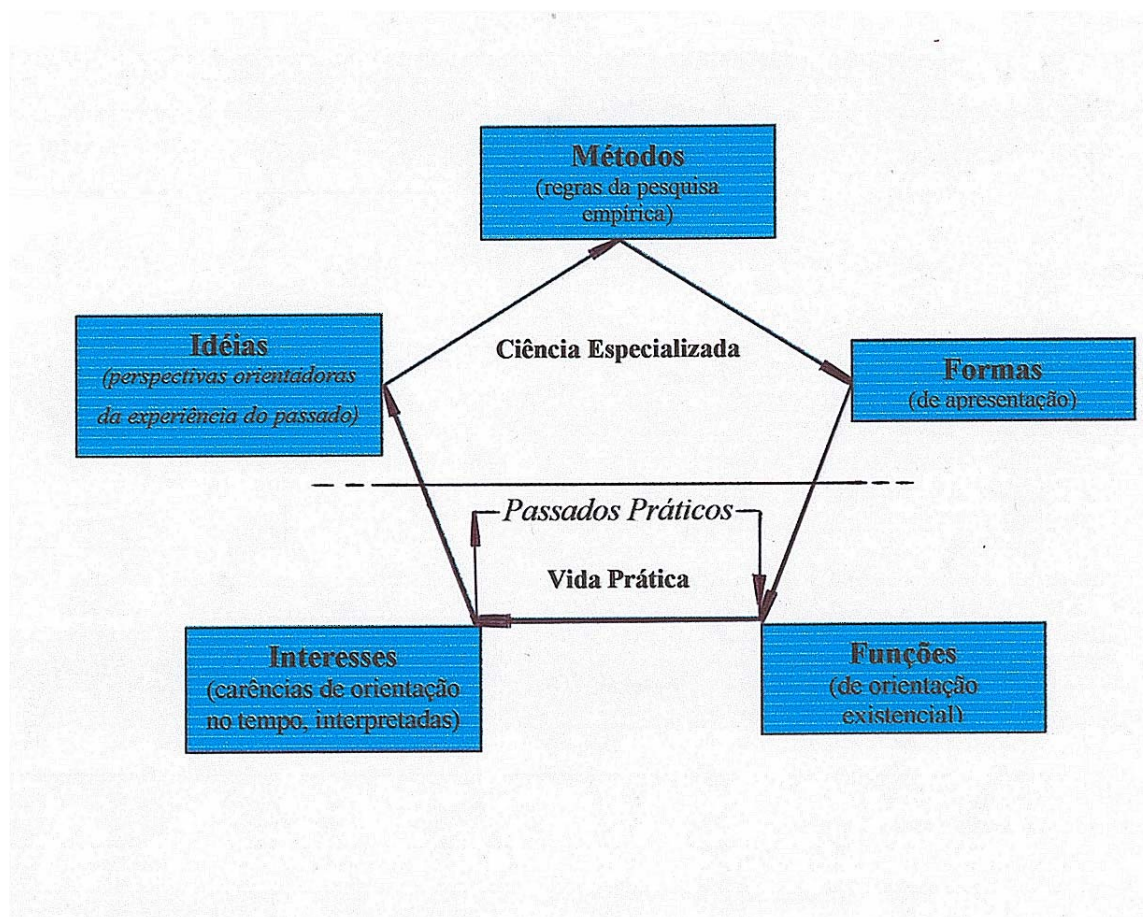 Métodos
(regras da pesquisa
empírica)
Idéias
(perspectivas orientadoras
da experiência do passado)
Ciência Especializada
Formas
(de apresentação)
Passados Práticos
Vida Prática
Interesses
(carências de orientação
no tempo, interpretadas)
Funções
(de orientação
existencial)